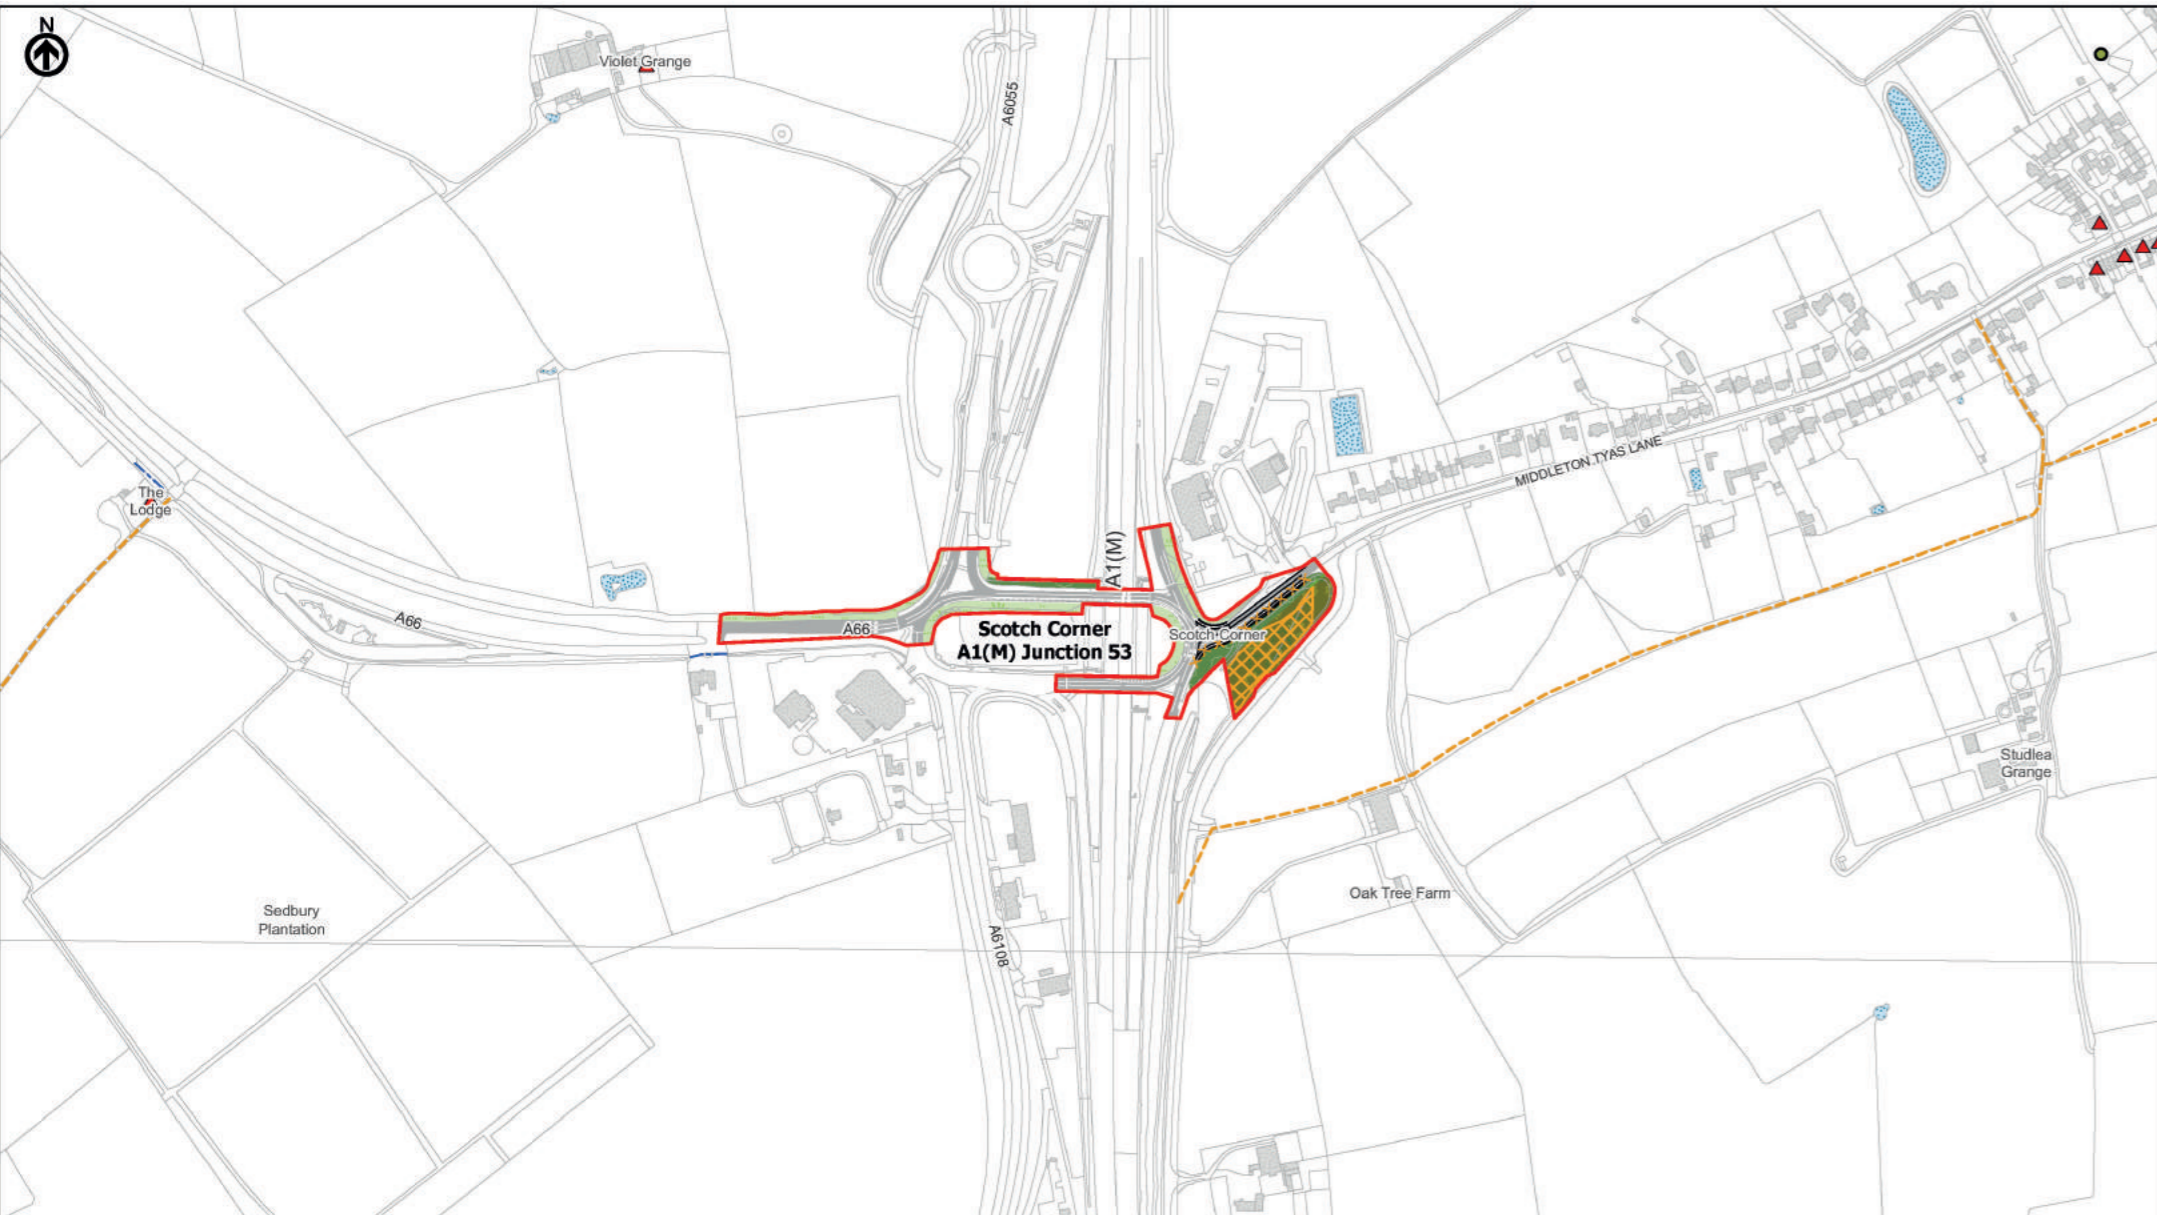 N
Violet Grange
A6055
The
Lodge
A66
A66
A1(M)
MIDDLETON TYAS LANE
Scotch Corner
A1(M) Junction 53
Scotch Corner
Studlea
Grange
Oak Tree Farm
Sedbury
Plantation
A6108